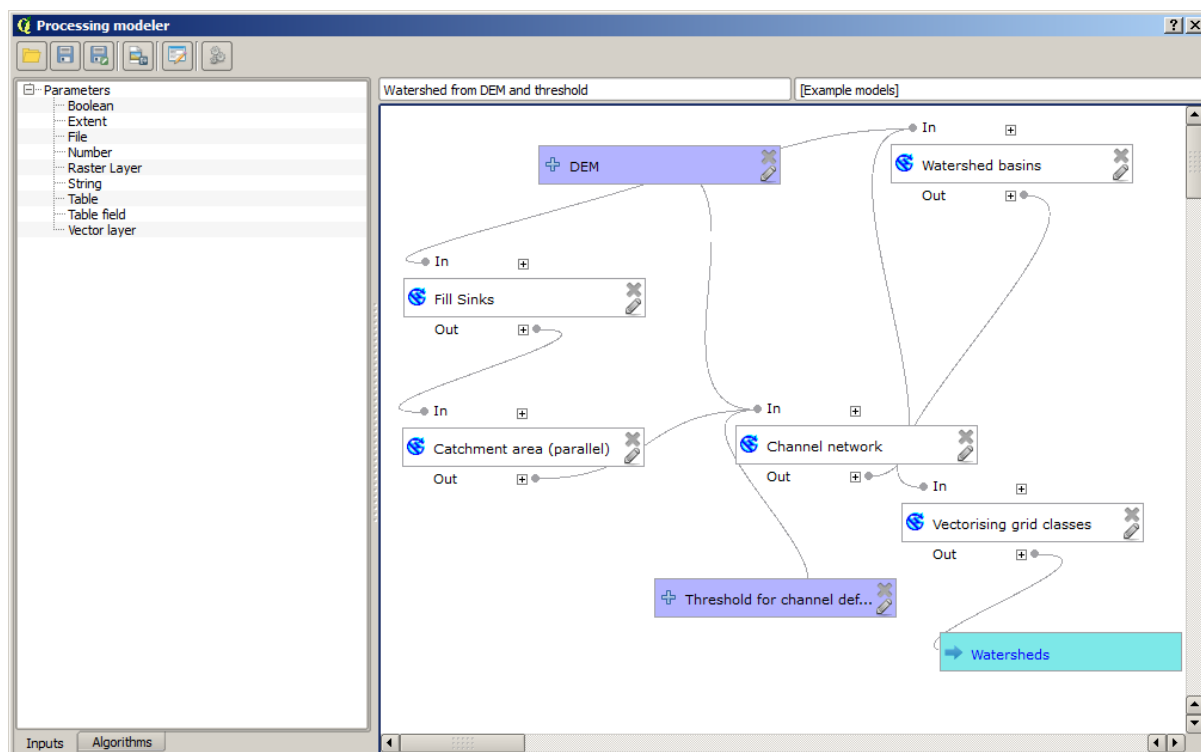 Processing modeler
Parameters
Boolean
Extent
File
Number
Raster Layer
String
Table
Table field
Vector layer
Inputs
Algorithms
Watershed from DEM and threshold
[Example models]
DEM
In
Watershed basins
Out
In
Fill Sinks
Out
In
Catchment area (parallel)
Out
In
Channel network
Out
In
Vectorising grid classes
Out
Threshold for channel def...
Watersheds